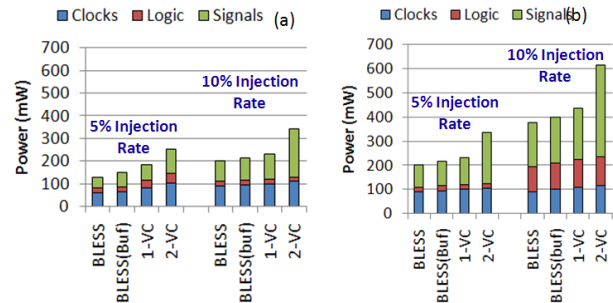 Clocks Logic Signals (a)
700
600
500
400
300
200
100
0
Power (mW)
5% Injection
Rate
10% Injection
Rate
BLESS
BLESS(Buf)
1-VC
2-VC
BLESS
BLESS(buf)
1-VC
2-VC
Clocks Logic Signals (b)
700
600
500
400
300
200
100
0
Power (mW)
5% Injection
Rate
10% Injection
Rate
BLESS
BLESS(Buf)
1-VC
2-VC
BLESS
BLESS(buf)
1-VC
2-VC